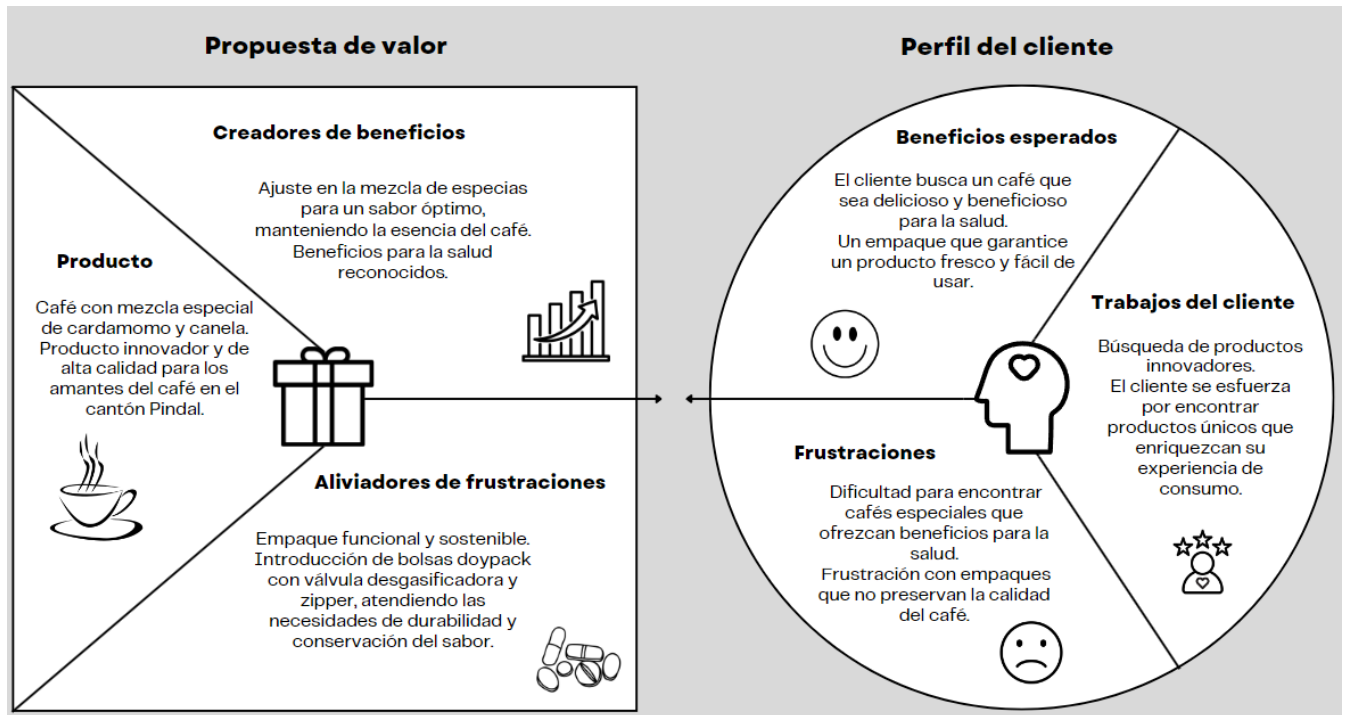 Propuesta de valor
Creadores de beneficios
Ajuste en la mezcla de especias
para un sabor óptimo,
manteniendo la esencia del café.
Beneficios para la salud
reconocidos.
Producto
Café con mezcla especial
de cardamomo y canela.
Producto innovador y de
alta calidad para los
amantes del café en el
cantón Pindal.
Aliviadores de frustraciones
Empaque funcional y sostenible.
Introducción de bolsas doypack
con válvula desgasificadora y
zipper, atendiendo las
necesidades de durabilidad y
conservación del sabor.
Perfil del cliente
Beneficios esperados
El cliente busca un café que
sea delicioso y beneficioso
para la salud.
Un empaque que garantice
un producto fresco y fácil de
usar.
Trabajos del cliente
Búsqueda de productos
innovadores.
El cliente se esfuerza
por encontrar
productos únicos que
enriquezcan su
experiencia de
consumo.
Frustraciones
Dificultad para encontrar
cafés especiales que
ofrezcan beneficios para la
salud.
Frustración con empaques
que no preservan la calidad
del café.